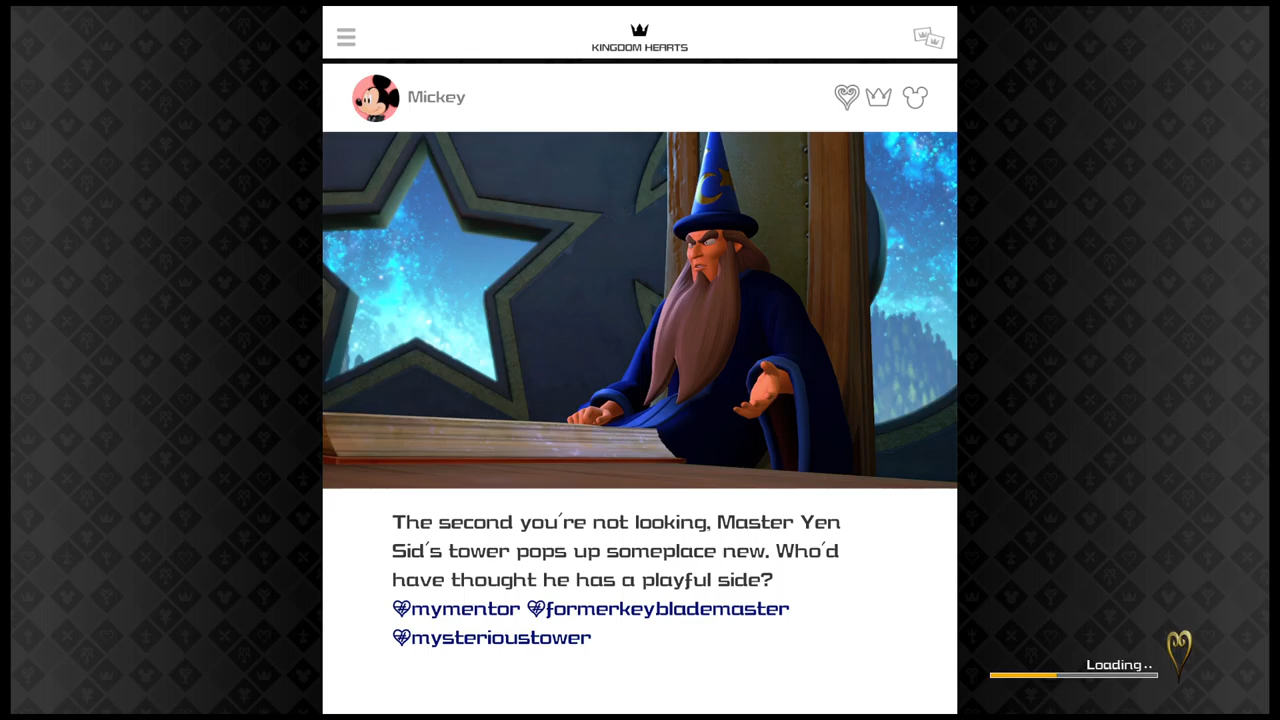 KINGDOM HEARTS
Mickey
The second you're not looking, Master Yen
Sid's tower pops up someplace new. Who'd
have thought he has a playful side?
mymentor formerkeyblademaster
mysterioustower
Loading..